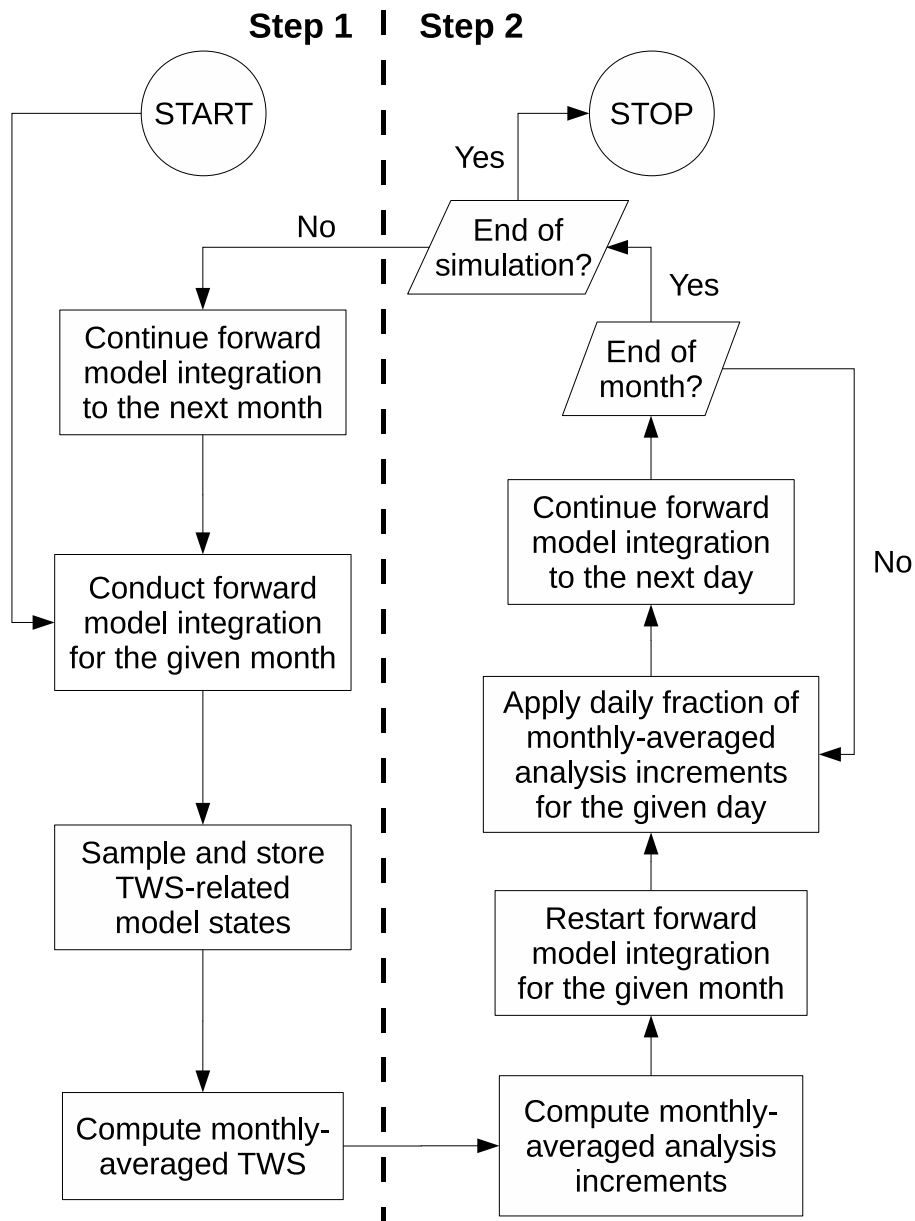 Step 1
Step 2
START
STOP
Yes
No
End of
simulation?
Yes
Continue forward
model integration
to the next month
End of
month?
Continue forward
model integration
to the next day
No
Conduct forward
model integration
for the given month
Apply daily fraction of
monthly-averaged
analysis increments
for the given day
Sample and store
TWS-related
model states
Restart forward
model integration
for the given month
Compute monthly-
averaged TWS
Compute monthly-
averaged analysis
increments